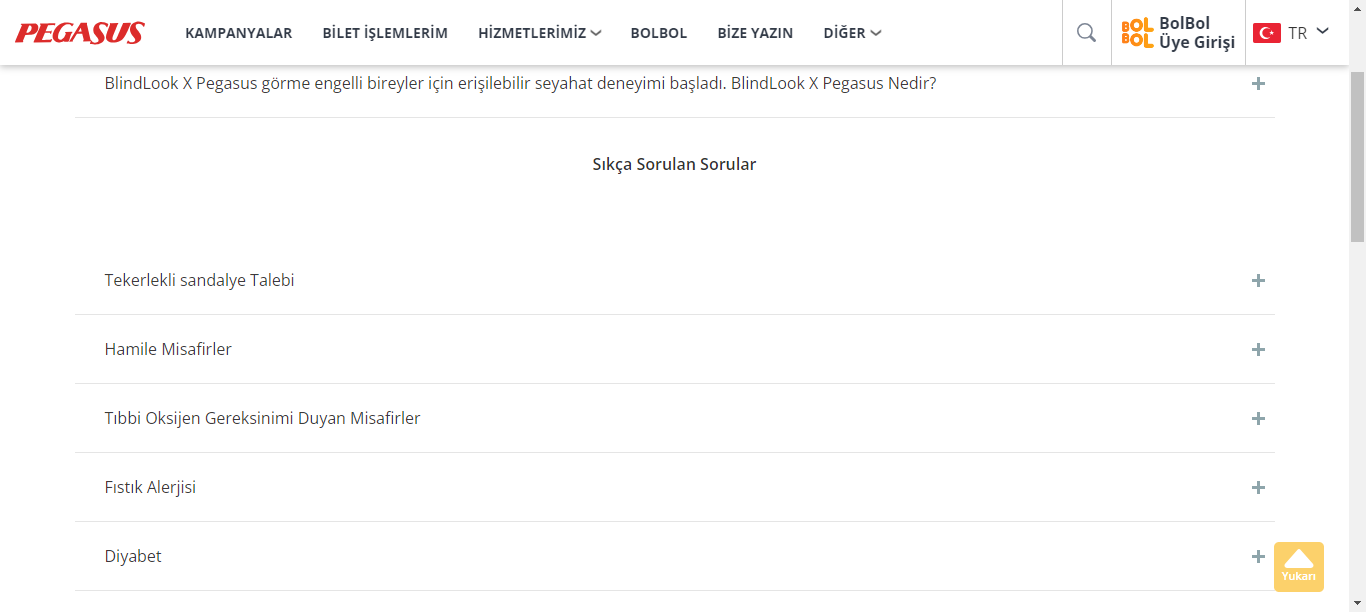 PEGASUS
KAMPANYALAR
BİLET İŞLEMLERİM
HİZMETLERİMİZ
BOLBOL
BİZE YAZIN
DİĞER
BOL
BOL
BolBol
Üye Girişi
TR
BlindLook X Pegasus görme engelli bireyler için erişilebilir seyahat deneyimi başladı. BlindLook X Pegasus Nedir?
Sıkça Sorulan Sorular
Tekerlekli sandalye Talebi
Hamile Misafirler
Tıbbi Oksijen Gereksinimi Duyan Misafirler
Fıstık Alerjisi
Diyabet
Yukarı